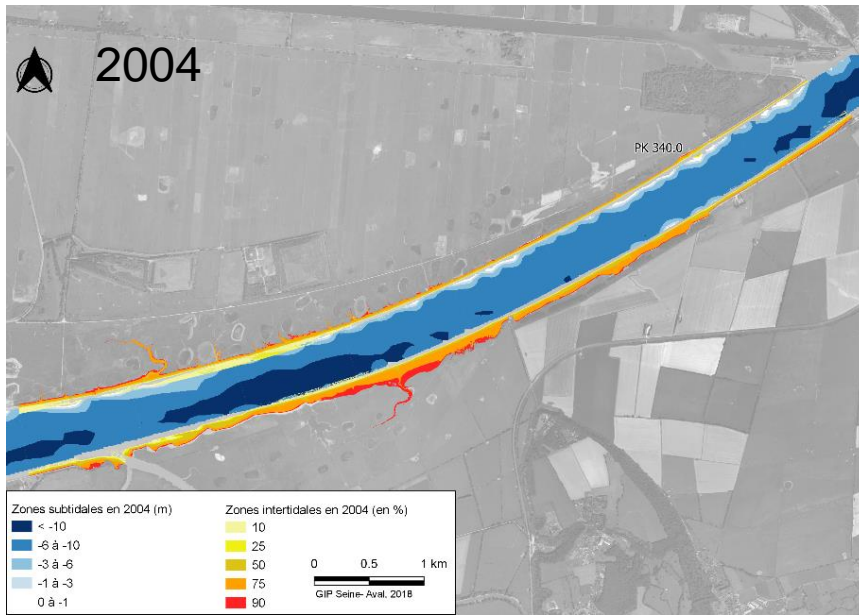 2004
PK 340.0
Zones subtidales en 2004 (m)
< -10
-6 à -10
-3 à -6
-1 à -3
0 à -1
Zones intertidales en 2004 (en %)
10
25
50
75
90
0 0.5 1 km
GIP Seine-Aval, 2018